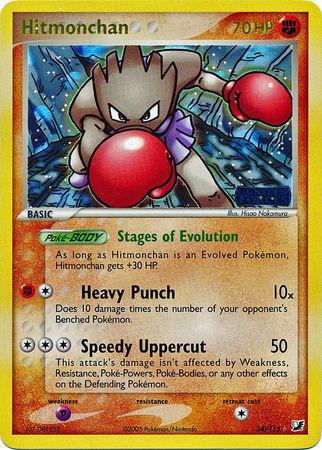 Hitmonchan 70 HP
Illus. Hisao Nakamura
BASIC
Poké-BODY Stages of Evolution
As long as Hitmonchan is an Evolved Pokémon,
Hitmonchan gets +30 HP.
Heavy Punch 10x
Does 10 damage times the number of your opponent's
Benched Pokémon.
Speedy Uppercut 50
This attack's damage isn't affected by Weakness,
Resistance, Poké-Powers, Poké-Bodies, or any other effects
on the Defending Pokémon.
weakness resistance retreat cost
©2005 Pokémon/Nintendo 24/115